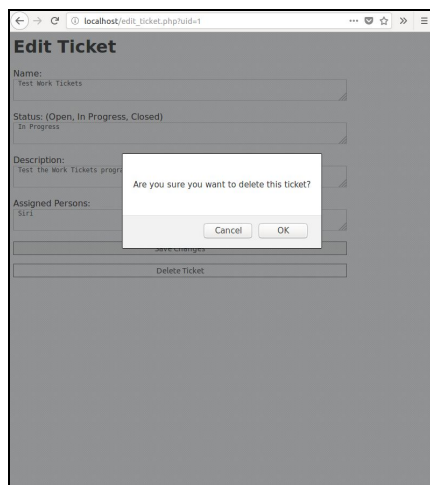 localhost/edit_ticket.php?uid=1
Edit Ticket
Name:
Test Work Tickets
Status: (Open, In Progress, Closed)
In Progress
Description:
Test the Work Tickets progra
Are you sure you want to delete this ticket?
Assigned Persons:
Siri
Cancel
OK
Save Changes
Delete Ticket